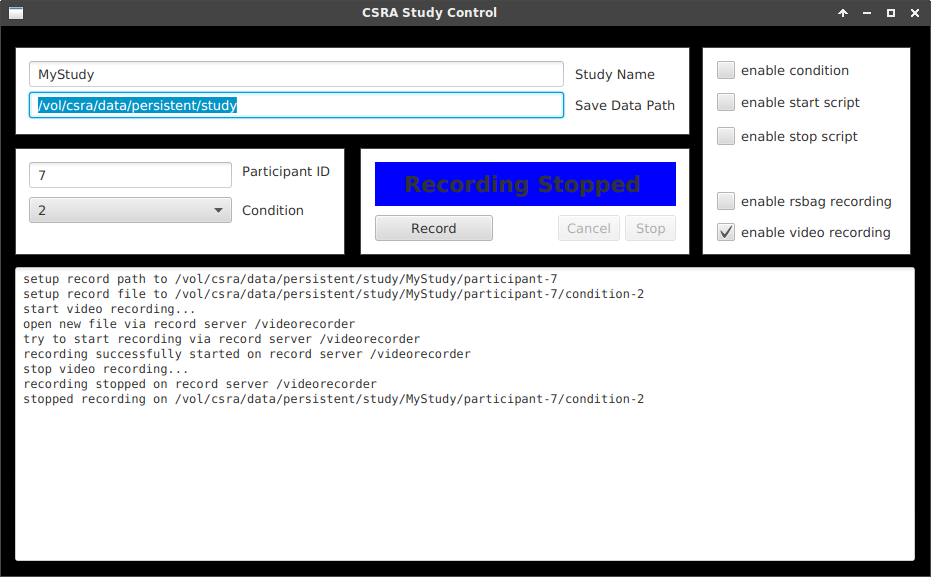 CSRA Study Control
MyStudy
Study Name
/vol/csra/data/persistent/study
Save Data Path
7
Participant ID
2
Condition
Recording Stopped
Record
Cancel
Stop
enable condition
enable start script
enable stop script
enable rsbag recording
enable video recording
setup record path to /vol/csra/data/persistent/study/MyStudy/participant-7
setup record file to /vol/csra/data/persistent/study/MyStudy/participant-7/condition-2
start video recording...
open new file via record server /videorecorder
try to start recording via record server /videorecorder
recording successfully started on record server /videorecorder
stop video recording...
recording stopped on record server /videorecorder
stopped recording on /vol/csra/data/persistent/study/MyStudy/participant-7/condition-2